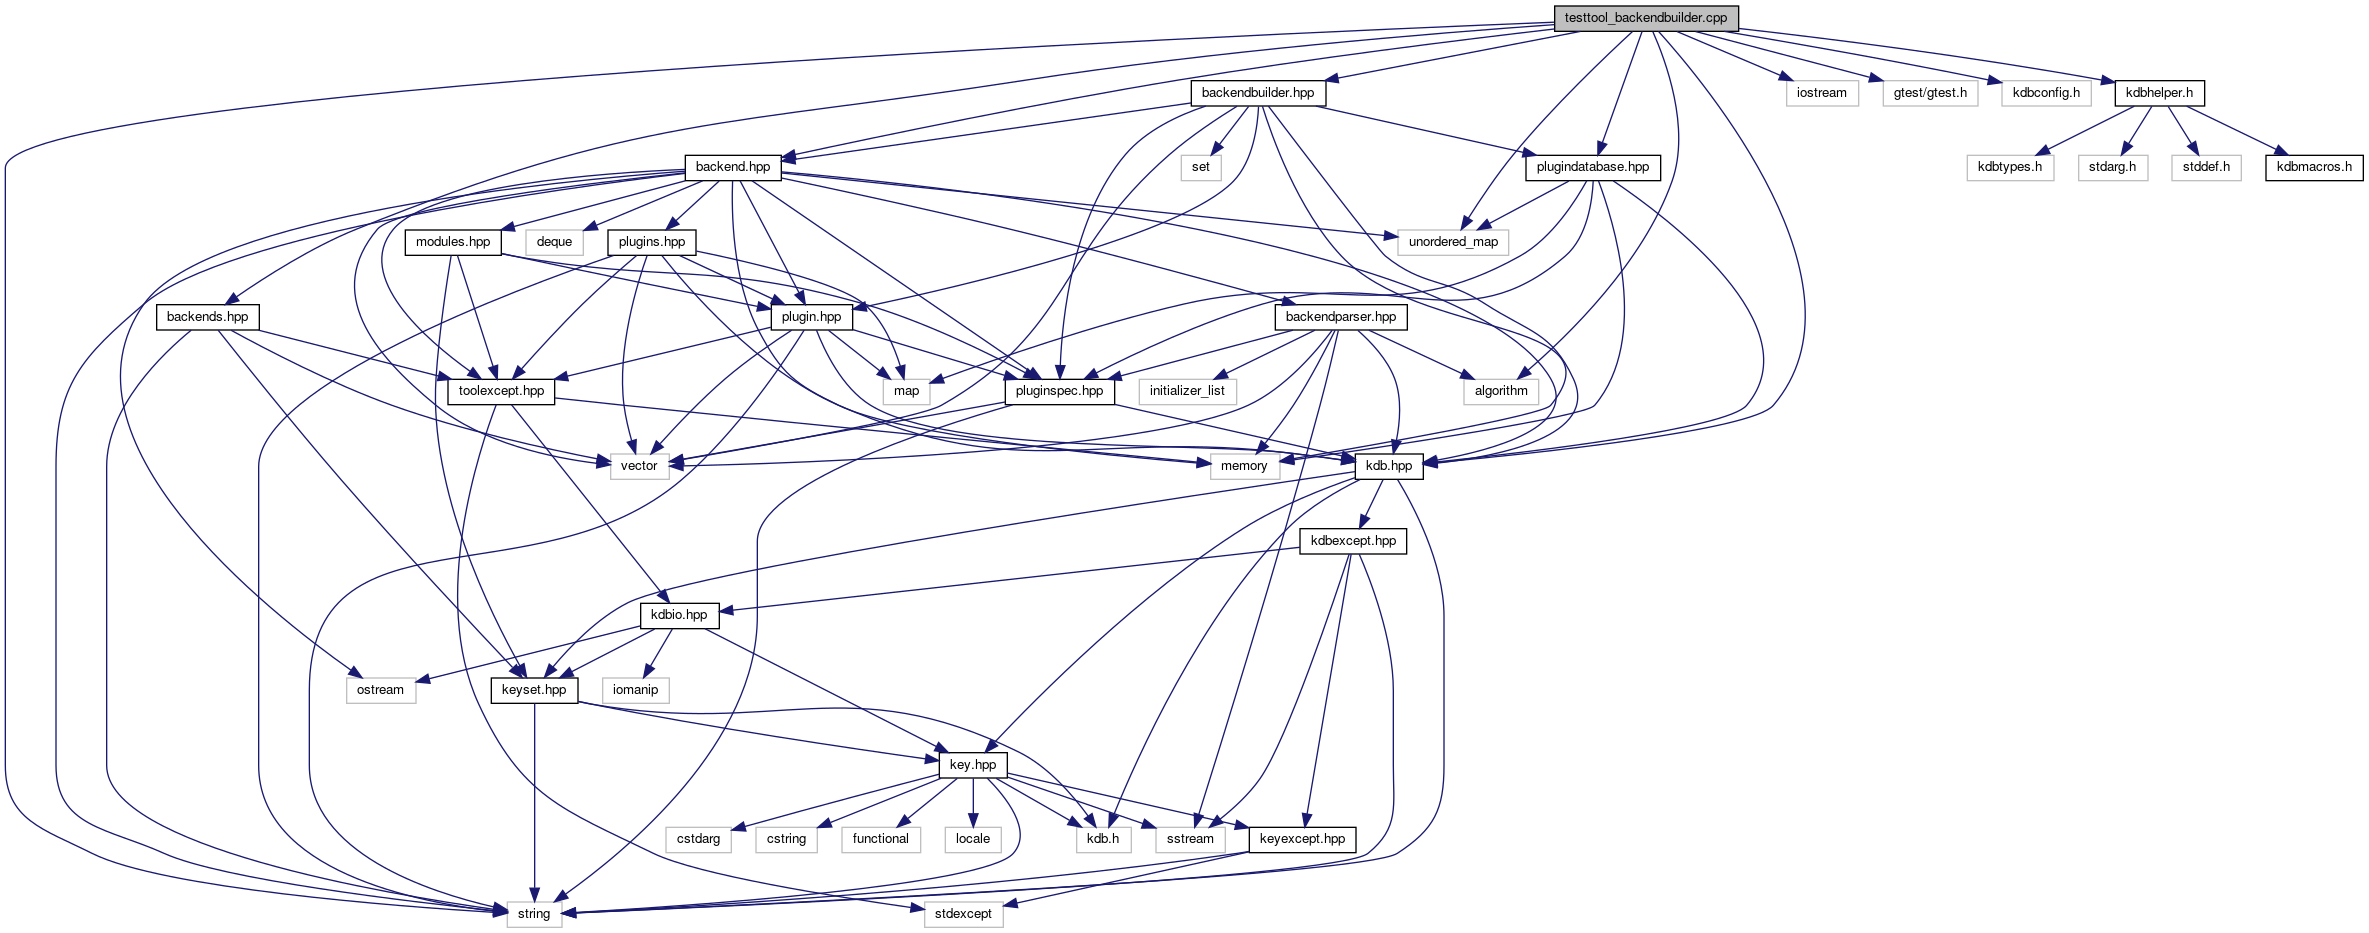 testtool_backendbuilder.cpp
backendbuilder.hpp
iostream
gtest/gtest.h
kdbconfig.h
kdbhelper.h
backend.hpp
set
plugindatabase.hpp
kdbtypes.h
stdarg.h
stddef.h
kdbmacros.h
modules.hpp
deque
plugins.hpp
unordered_map
backends.hpp
plugin.hpp
backendparser.hpp
toolexcept.hpp
map
pluginspec.hpp
initializer_list
algorithm
vector
memory
kdb.hpp
kdbexcept.hpp
kdbio.hpp
ostream
keyset.hpp
iomanip
key.hpp
cstdarg
cstring
functional
locale
kdb.h
sstream
keyexcept.hpp
string
stdexcept